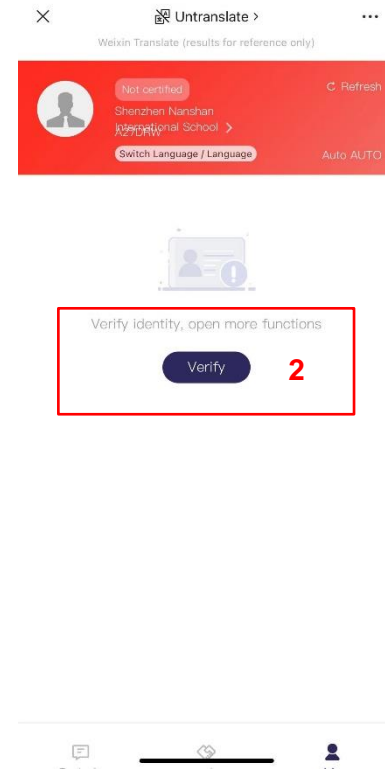 Untranslate >
Weixin Translate (results for reference only)
Not certified
Refresh
Shenzhen Nanshan
International School >
AZ7DRW
Switch Language / Language
Auto AUTO
Verify identity, open more functions
Verify
2